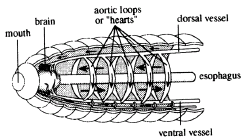 aortic loops
or "hearts"
brain
dorsal vessel
mouth
esophagus
ventral vessel